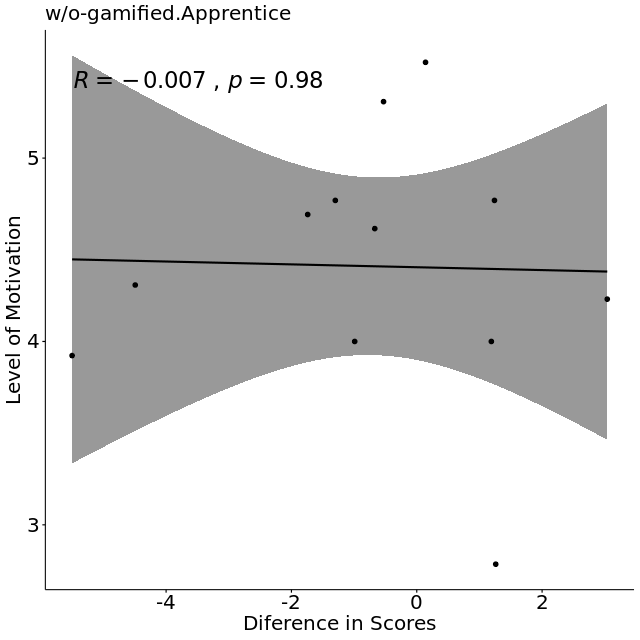 w/o-gamified.Apprentice
R = −0.007 , p = 0.98
Level of Motivation
5
4
3
-4 -2 0 2
Diference in Scores